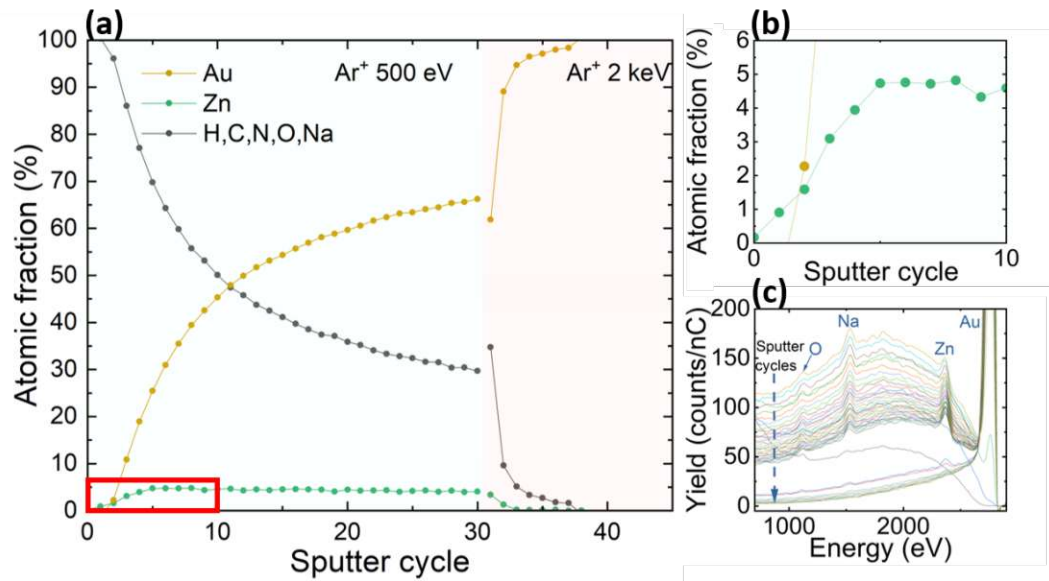 (a)
100
90
80
70
60
50
40
30
20
10
0
Atomic fraction (%)
Au
Zn
H,C,N,O,Na
Ar⁺ 500 eV
Ar⁺ 2 keV
0
10
20
30
40
Sputter cycle
(b)
6
5
4
3
2
1
0
Atomic fraction (%)
0
10
Sputter cycle
(c)
200
150
100
50
0
Yield (counts/nC)
Na
Au
Sputter
cycles
O
Zn
1000
2000
Energy (eV)